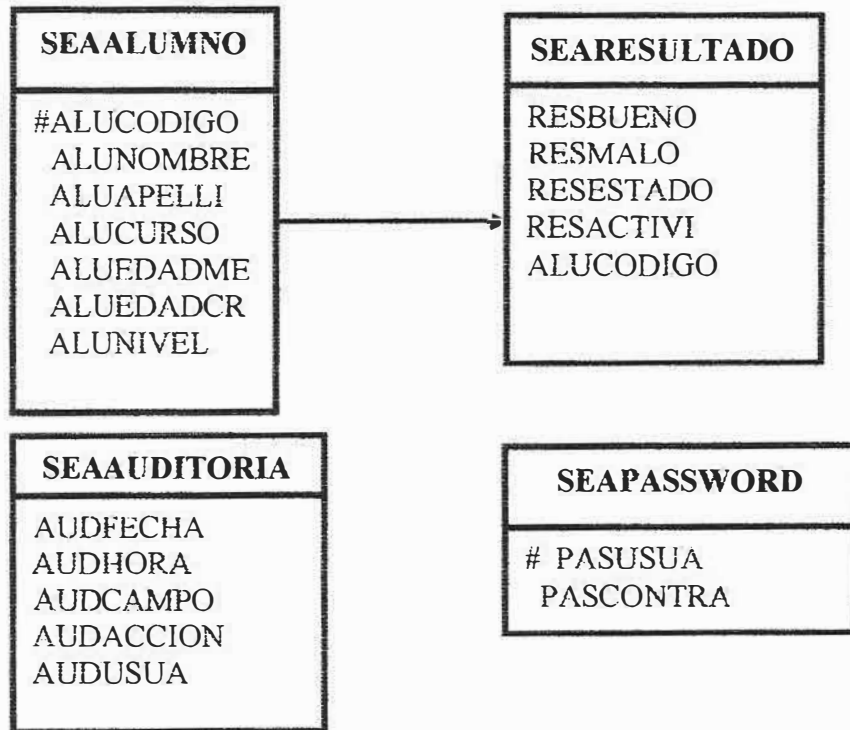 SEAALUMNO
#ALUCODIGO
ALUNOMBRE
ALUAPELLI
ALUCURSO
ALUEDADME
ALUEDADCR
ALUNIVEL
SEARESULTADO
RESBUENO
RESMALO
RESESTADO
RESACTIVI
ALUCODIGO
SEAAUDITORIA
AUDFECHA
AUDHORA
AUDCAMPO
AUDACCION
AUDUSUA
SEAPASSWORD
# PASUSUA
PASCONTRA